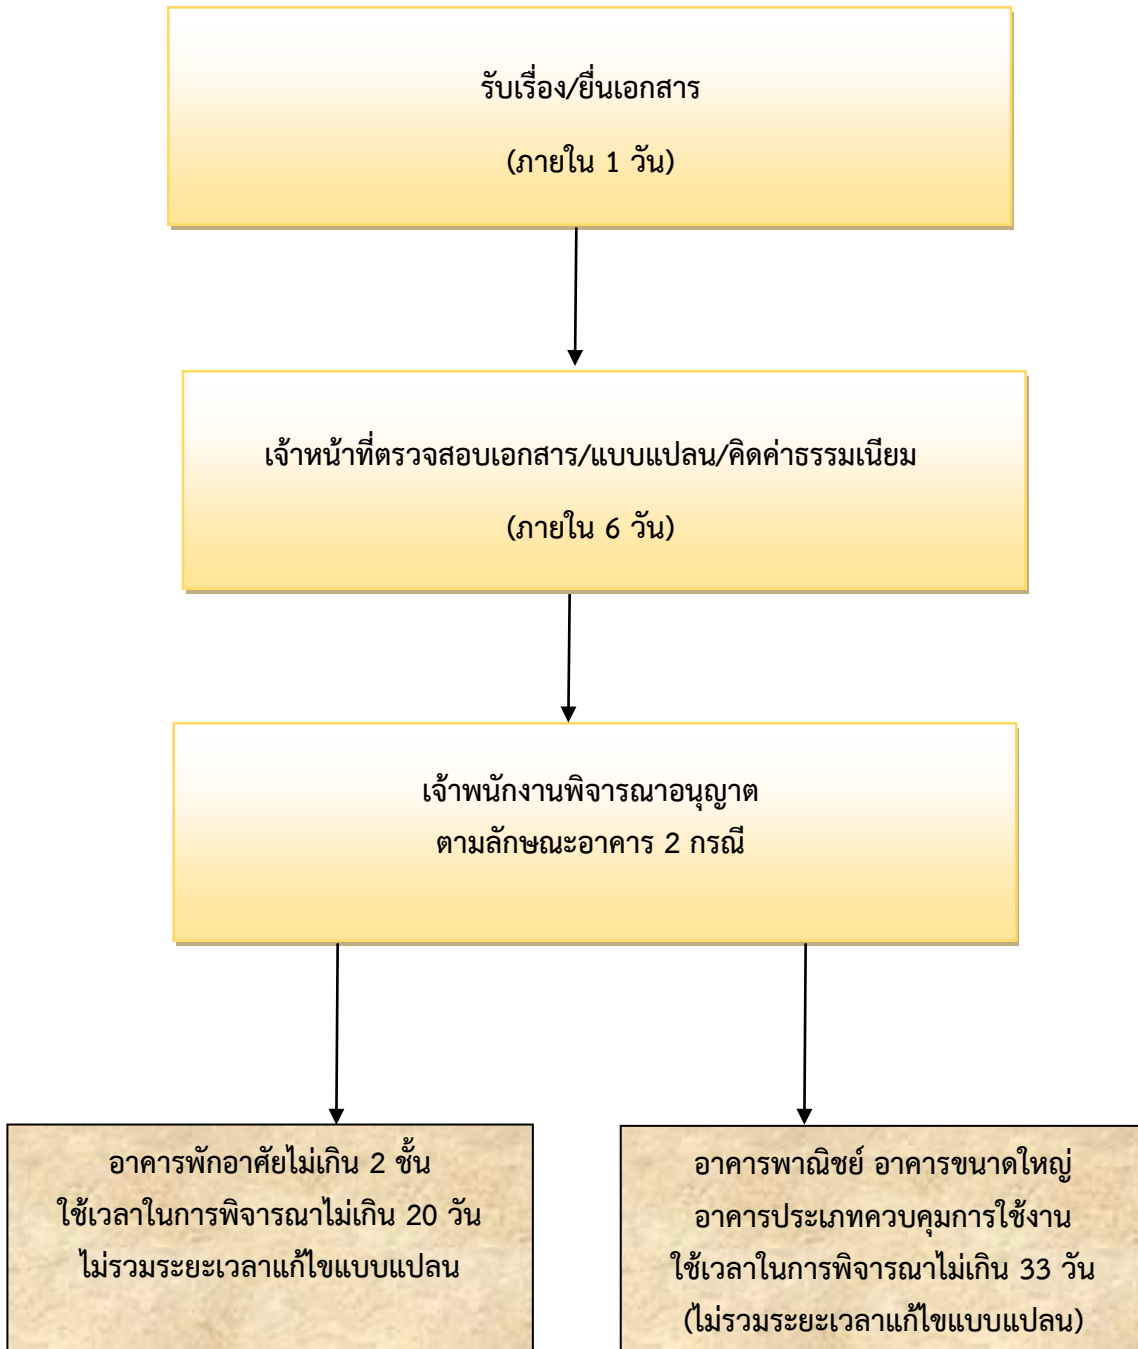 รับเรื่อง/ยื่นเอกสาร
(ภายใน 1 วัน)
เจ้าหน้าที่ตรวจสอบเอกสาร/แบบแปลน/คิดค่าธรรมเนียม
(ภายใน 6 วัน)
เจ้าพนักงานพิจารณาอนุญาต
ตามลักษณะอาคาร 2 กรณี
อาคารพักอาศัยไม่เกิน 2 ชั้น
ใช้เวลาในการพิจารณาไม่เกิน 20 วัน
ไม่รวมระยะเวลาแก้ไขแบบแปลน
อาคารพาณิชย์ อาคารขนาดใหญ่
อาคารประเภทควบคุมการใช้งาน
ใช้เวลาในการพิจารณาไม่เกิน 33 วัน
(ไม่รวมระยะเวลาแก้ไขแบบแปลน)